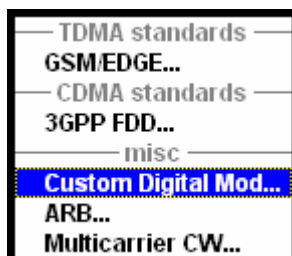 TDMA standards
GSM/EDGE...
CDMA standards
3GPP FDD...
misc
Custom Digital Mod...
ARB...
Multicarrier CW...